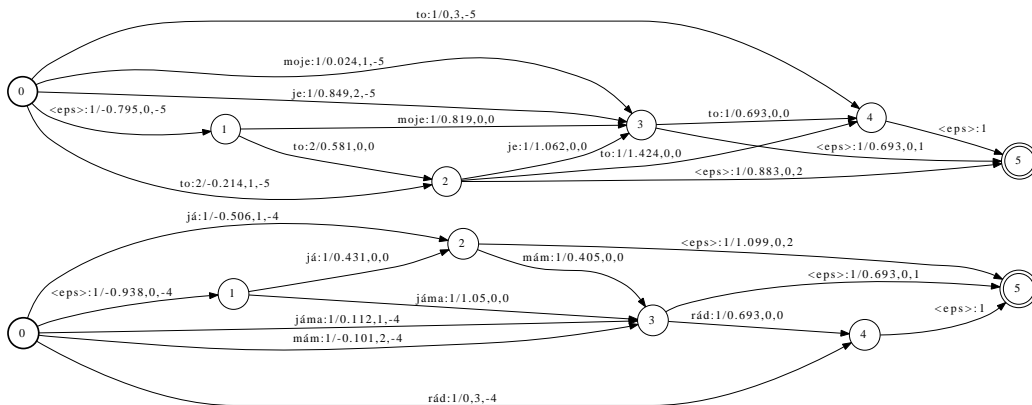 to:1/0,3,-5
moje:1/0.024,1,-5
0
je:1/0.849,2,-5
<eps>:1/-0.795,0,-5
1
moje:1/0.819,0,0
3
to:1/0.693,0,0
4
<eps>:1
to:2/0.581,0,0
je:1/1.062,0,0
to:1/1.424,0,0
<eps>:1/0.693,0,1
5
to:2/-0.214,1,-5
2
<eps>:1/0.883,0,2
já:1/-0.506,1,-4
2
<eps>:1/1.099,0,2
já:1/0.431,0,0
mám:1/0.405,0,0
<eps>:1/-0.938,0,-4
1
<eps>:1/0.693,0,1
5
jáma:1/1.05,0,0
0
jáma:1/0.112,1,-4
3
rád:1/0.693,0,0
<eps>:1
mám:1/-0.101,2,-4
4
rád:1/0,3,-4